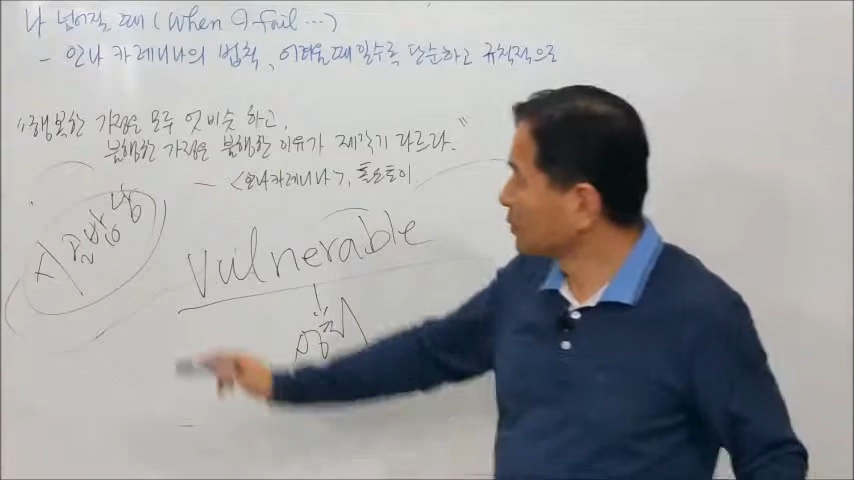 나 넘어질 때 (When I fail …)
- 안나 카레니나의 법칙, 어려울때 일수록 단순하고 규칙적으로
"행복한 가정은 모두 엇비슷 하고,
불행한 가정은 불행한 이유가 제각기 다르다."
- <안나카레니나>, 톨스토이
Vulnerable